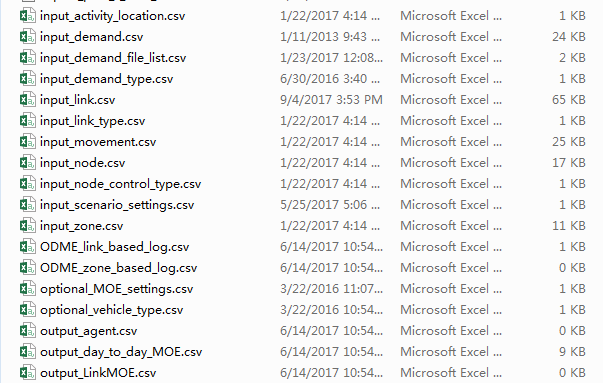 input_activity_location.csv 1/22/2017 4:14 ... Microsoft Excel ... 1 KB
input_demand.csv 1/11/2013 9:43 ... Microsoft Excel ... 24 KB
input_demand_file_list.csv 1/23/2017 12:08... Microsoft Excel ... 2 KB
input_demand_type.csv 6/30/2016 3:40 ... Microsoft Excel ... 1 KB
input_link.csv 9/4/2017 3:53 PM Microsoft Excel ... 65 KB
input_link_type.csv 1/22/2017 4:14 ... Microsoft Excel ... 1 KB
input_movement.csv 1/22/2017 4:14 ... Microsoft Excel ... 25 KB
input_node.csv 1/22/2017 4:14 ... Microsoft Excel ... 17 KB
input_node_control_type.csv 1/22/2017 4:14 ... Microsoft Excel ... 1 KB
input_scenario_settings.csv 5/25/2017 5:06 ... Microsoft Excel ... 1 KB
input_zone.csv 1/22/2017 4:14 ... Microsoft Excel ... 11 KB
ODME_link_based_log.csv 6/14/2017 10:54... Microsoft Excel ... 1 KB
ODME_zone_based_log.csv 6/14/2017 10:54... Microsoft Excel ... 0 KB
optional_MOE_settings.csv 3/22/2016 11:07... Microsoft Excel ... 1 KB
optional_vehicle_type.csv 3/22/2016 10:54... Microsoft Excel ... 1 KB
output_agent.csv 6/14/2017 10:54... Microsoft Excel ... 0 KB
output_day_to_day_MOE.csv 6/14/2017 10:54... Microsoft Excel ... 9 KB
output_LinkMOE.csv 6/14/2017 10:54... Microsoft Excel ... 0 KB